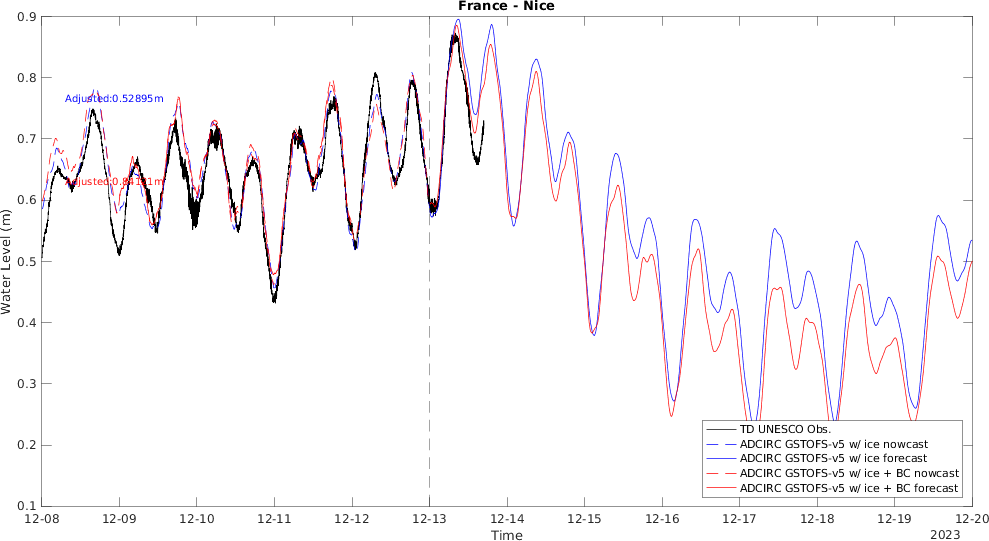 France - Nice
0.9
0.8
0.7
0.6
0.5
0.4
0.3
0.2
0.1
Water Level (m)
Adjusted:0.52895m
TD UNESCO Obs.
ADCIRC GSTOFS-v5 w/ ice nowcast
ADCIRC GSTOFS-v5 w/ ice forecast
ADCIRC GSTOFS-v5 w/ ice + BC nowcast
ADCIRC GSTOFS-v5 w/ ice + BC forecast
12-08 12-09 12-10 12-11 12-12 12-13 12-14 12-15 12-16 12-17 12-18 12-19 12-20
Time
2023